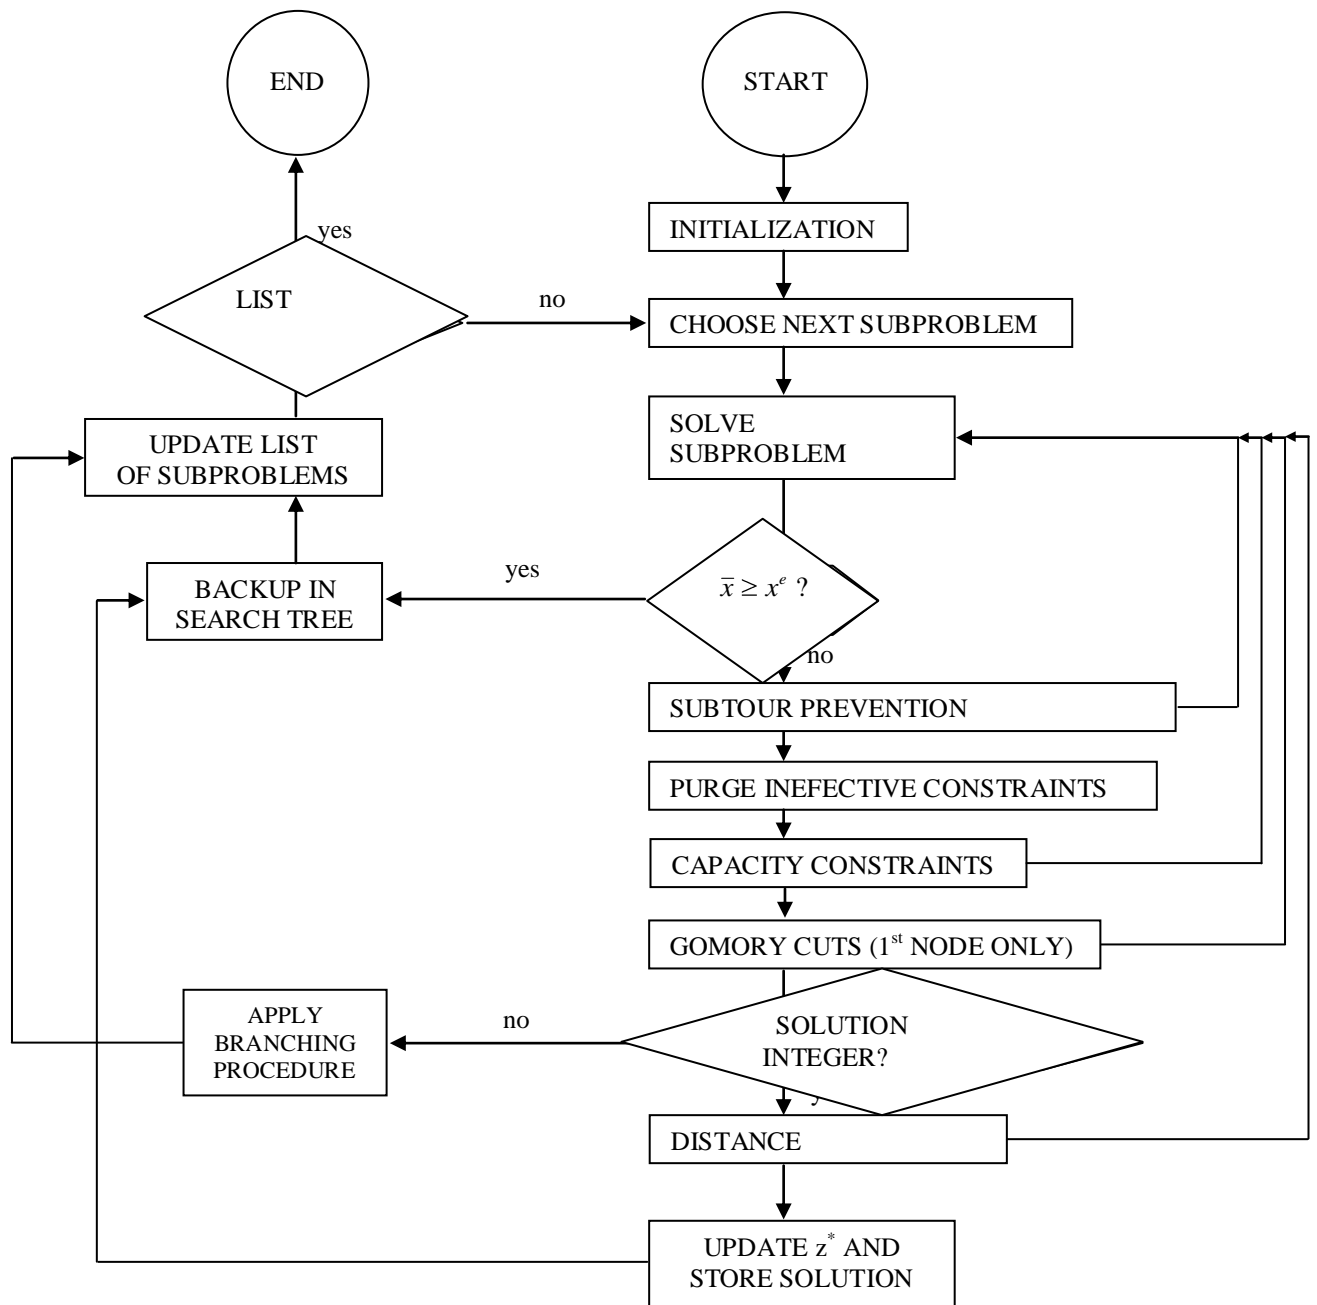 END
START
yes
INITIALIZATION
LIST
no
CHOOSE NEXT SUBPROBLEM
SOLVE
SUBPROBLEM
UPDATE LIST
OF SUBPROBLEMS
yes
x̄ ≥ xᵉ ?
BACKUP IN
SEARCH TREE
no
SUBTOUR PREVENTION
PURGE INEFECTIVE CONSTRAINTS
CAPACITY CONSTRAINTS
GOMORY CUTS (1ˢᵗ NODE ONLY)
APPLY
BRANCHING
PROCEDURE
no
SOLUTION
INTEGER?
DISTANCE
UPDATE z* AND
STORE SOLUTION